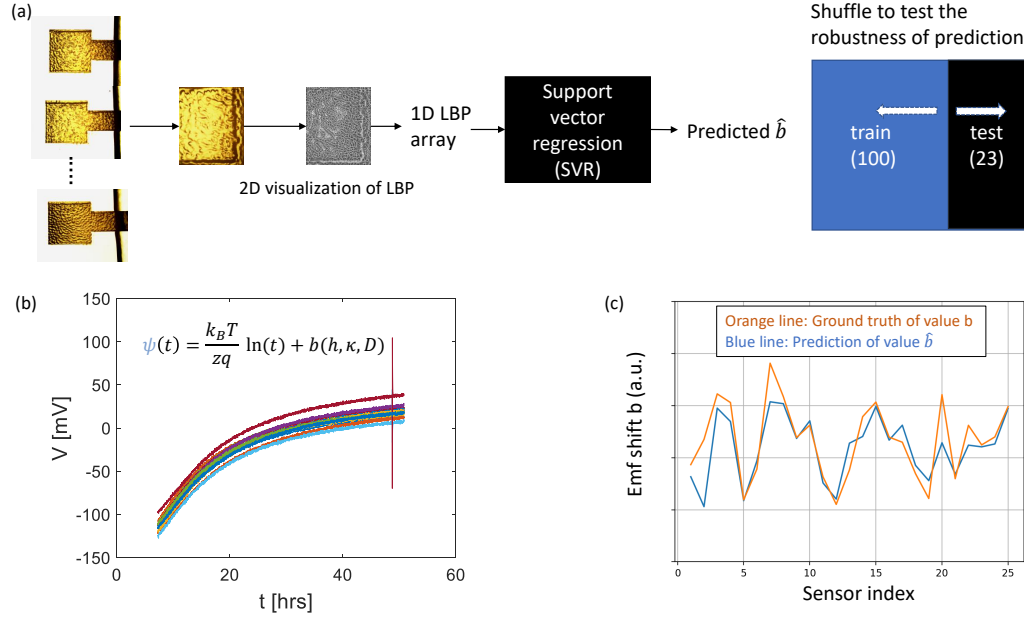 (a)
Shuffle to test the
robustness of prediction
1D LBP
array
2D visualization of LBP
Support
vector
regression
(SVR)
Predicted b̂
train
(100)
test
(23)
(b)
150
100
50
0
-50
-100
-150
V [mV]
ψ(t) = k_BT/zq ln(t) + b(h, κ, D)
0
20
40
60
t [hrs]
(c)
Orange line: Ground truth of value b
Blue line: Prediction of value b̂
Emf shift b (a.u.)
0
5
10
15
20
25
Sensor index